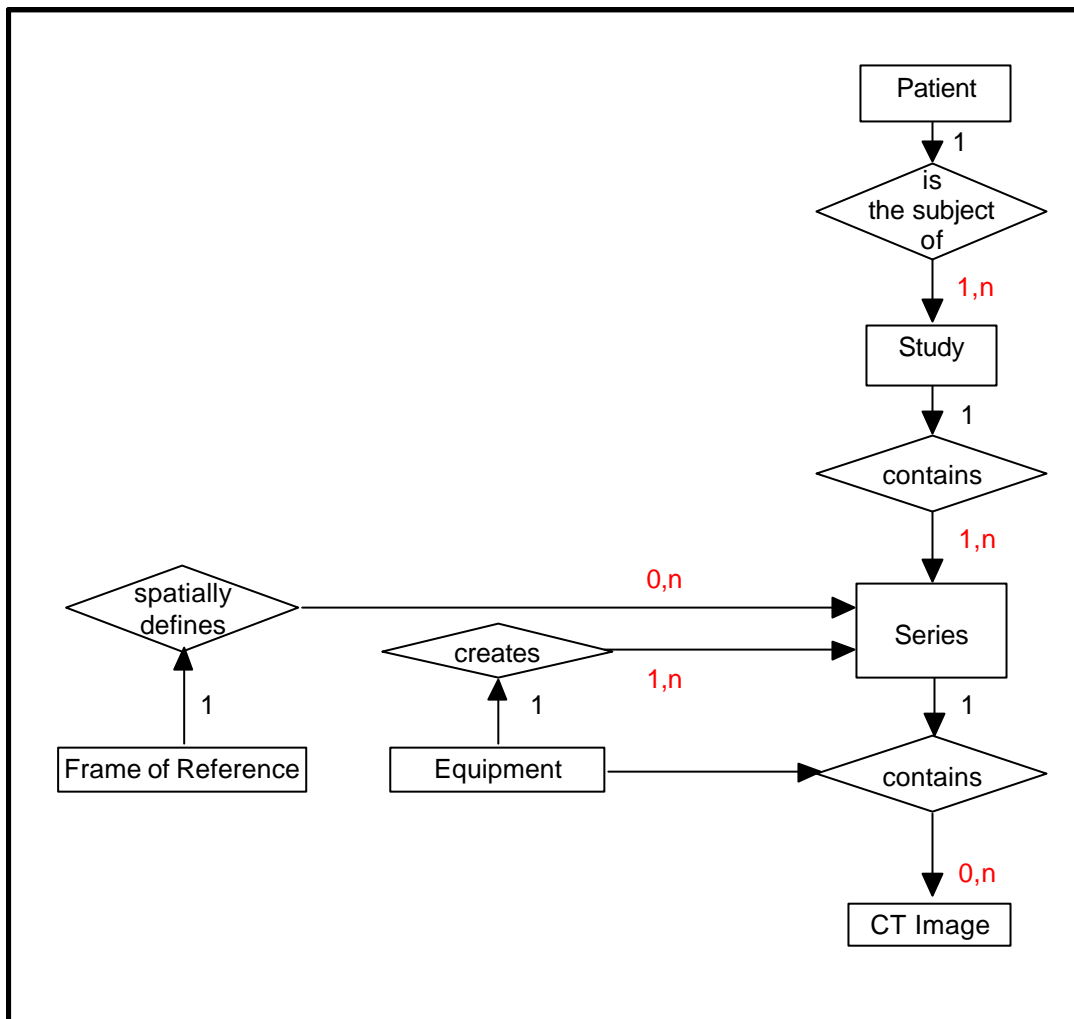 Patient
1
is
the subject
of
1,n
Study
1
contains
1,n
spatially
defines
0,n
Series
creates
1,n
1
1
1
Frame of Reference
Equipment
contains
0,n
CT Image